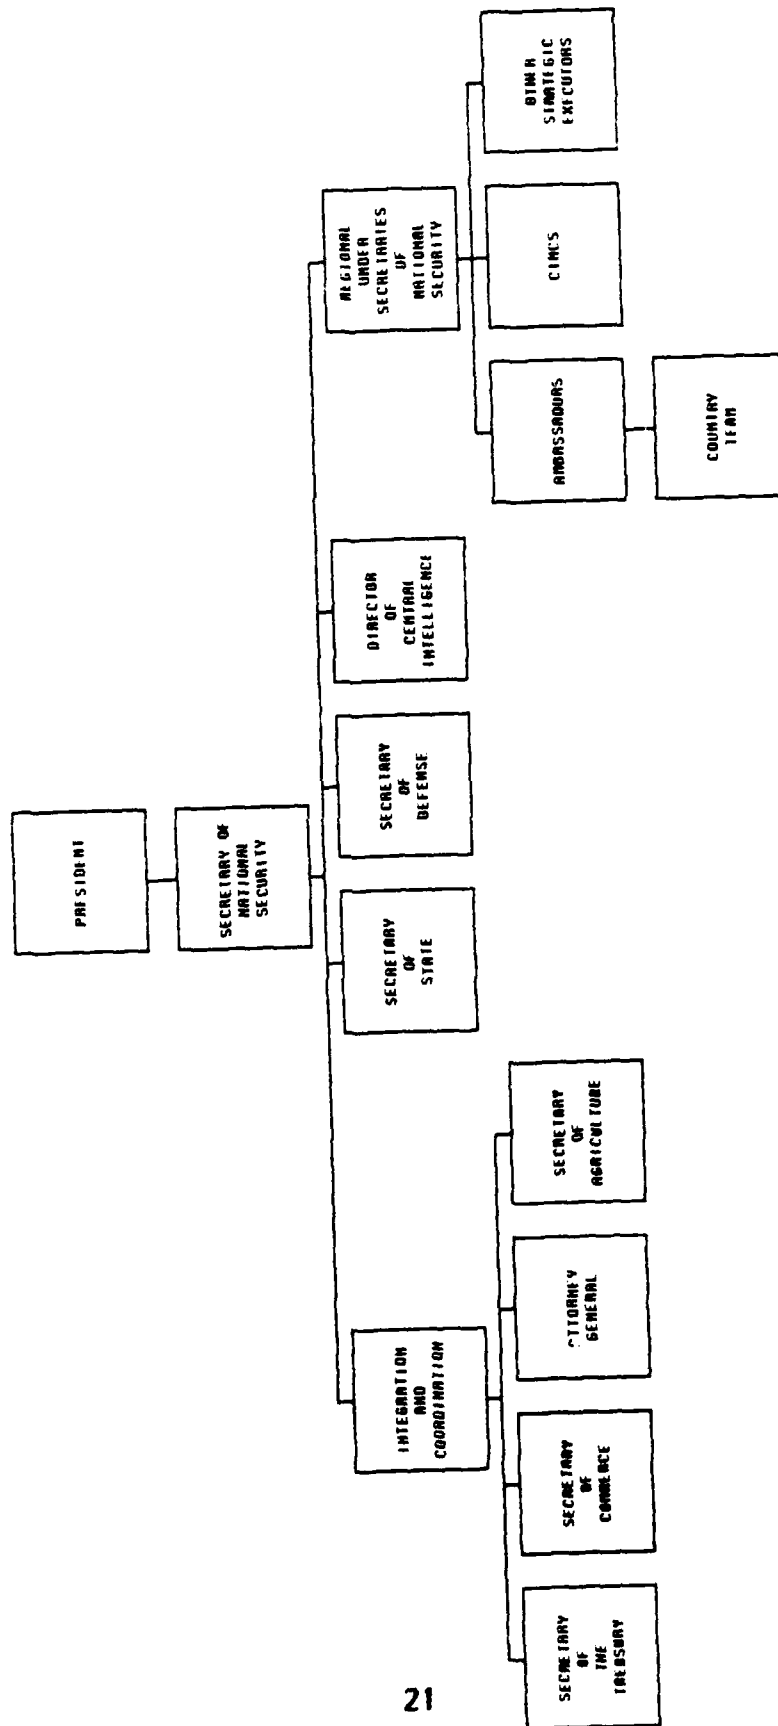 PRESIDENT
SECRETARY OF
NATIONAL
SECURITY
INTEGRATION
AND
COORDINATION
SECRETARY
OF
STATE
SECRETARY
OF
DEFENSE
DIRECTOR
OF
CENTRAL
INTELLIGENCE
REGIONAL
UNDER
SECRETARIES
OF
NATIONAL
SECURITY
SECRETARY
OF
THE
TREASURY
SECRETARY
OF
COMMERCE
ATTORNEY
GENERAL
SECRETARY
OF
AGRICULTURE
AMBASSADORS
CINCS
OTHER
STRATEGIC
EXECUTORS
COUNTRY
TEAM
21